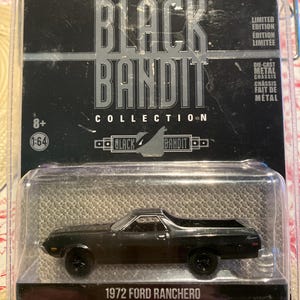 BLACK
BANDIT
COLLECTION
LIMITED
EDITION
ÉDITION
LIMITÉE
DIE-CAST
METAL
CHASSIS
CHÂSSIS
FAIT DE
MÉTAL
8+
1:64
BLACK BANDIT
1972 FORD RANCHERO